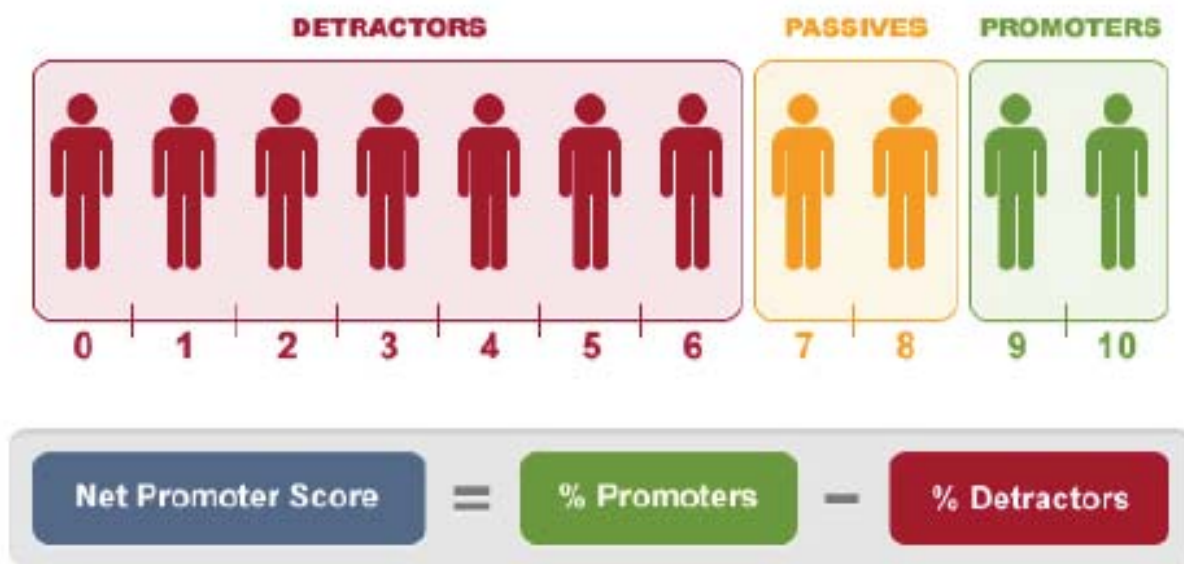 DETRACTORS PASSIVES PROMOTERS
0 1 2 3 4 5 6 7 8 9 10
Net Promoter Score = % Promoters – % Detractors